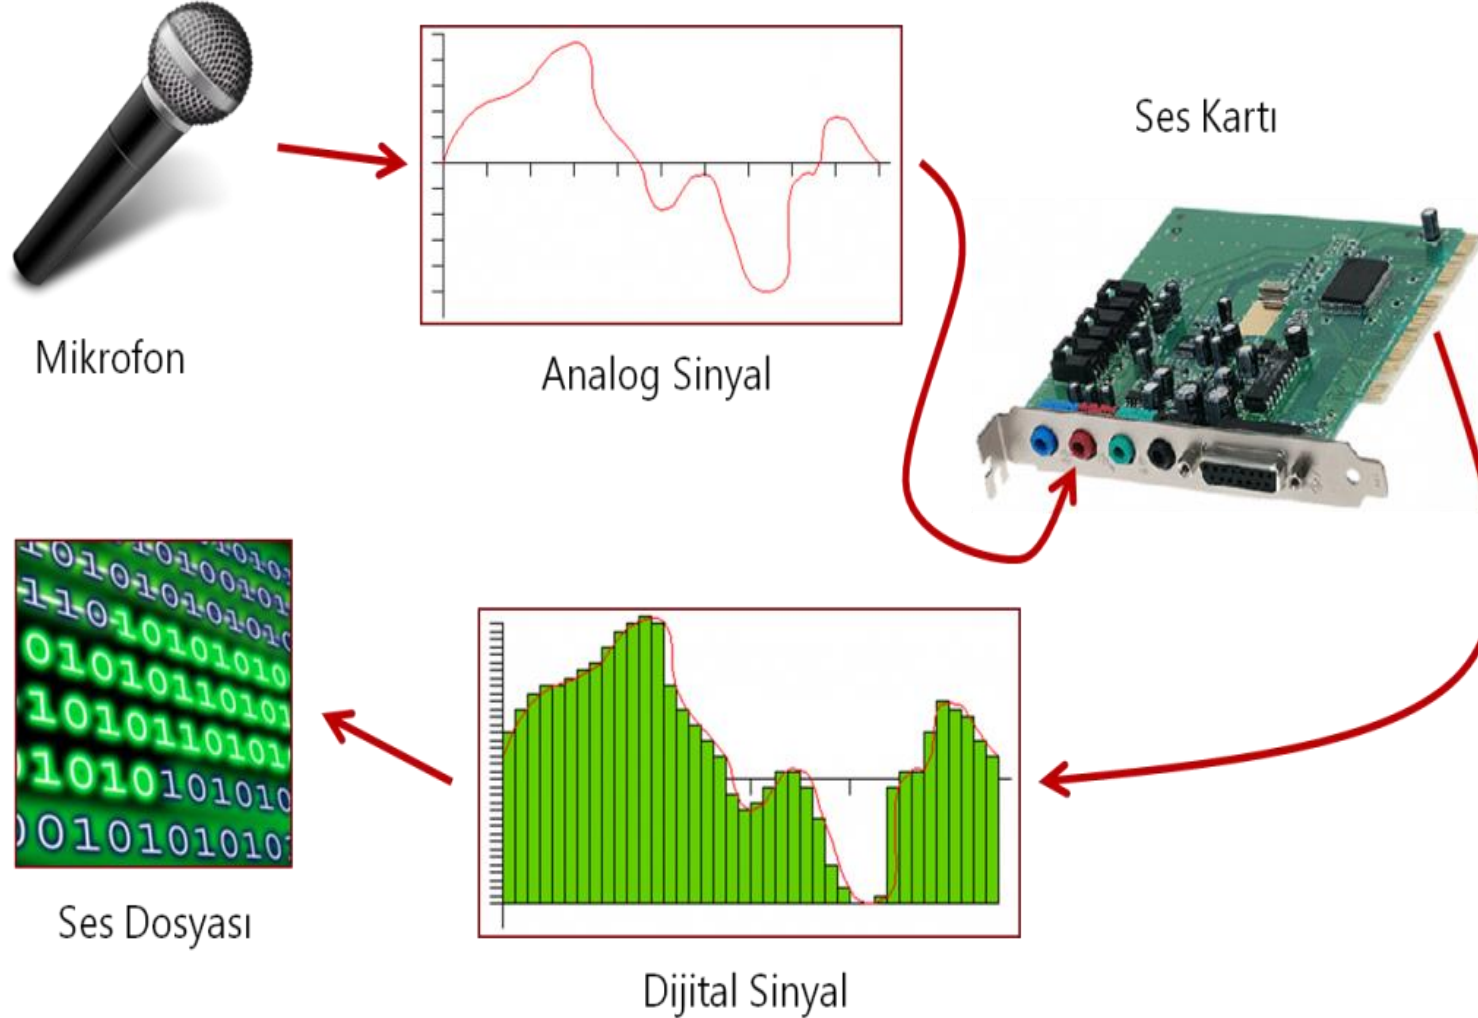 Mikrofon
Analog Sinyal
Ses Kartı
Dijital Sinyal
Ses Dosyası